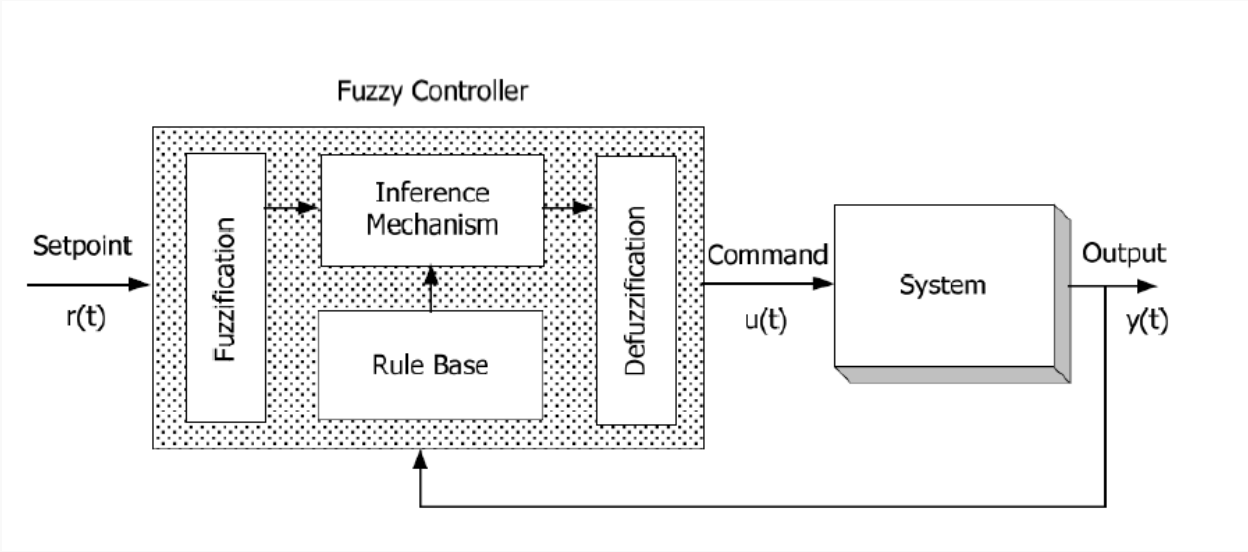 Fuzzy Controller
Setpoint
r(t)
Fuzzification
Inference
Mechanism
Rule Base
Defuzzification
Command
u(t)
System
Output
y(t)